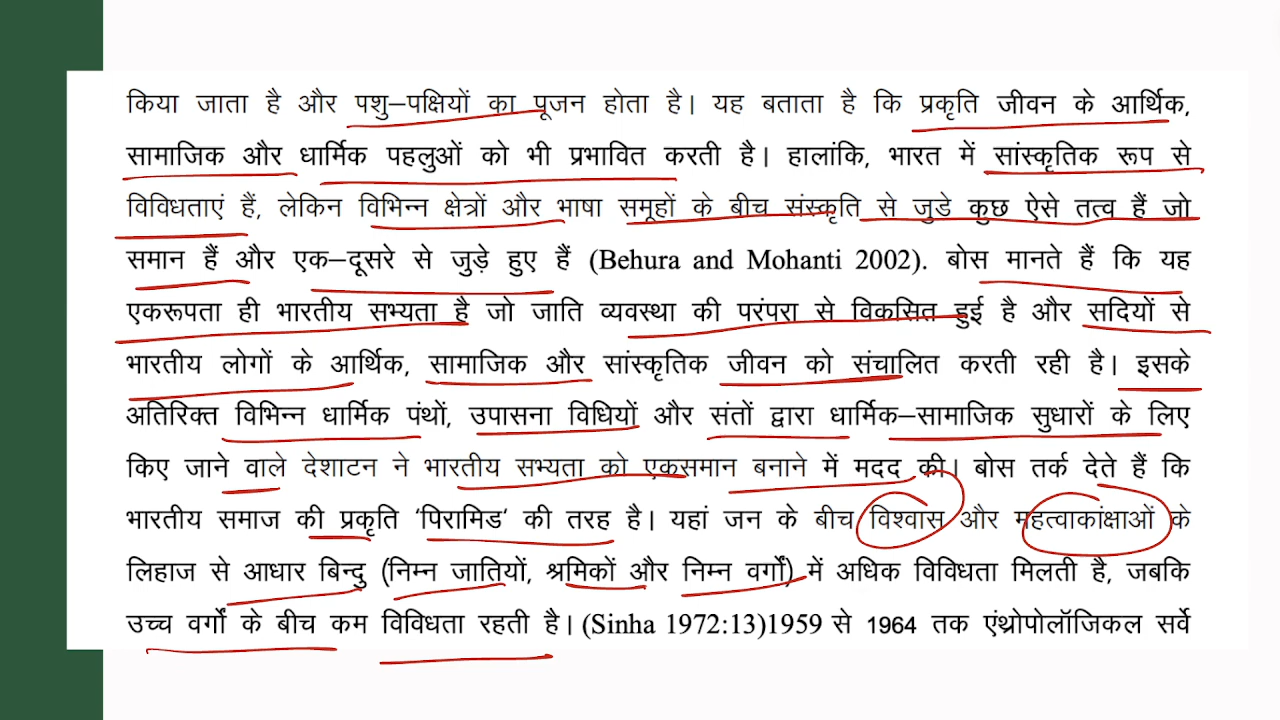 किया जाता है और पशु–पक्षियों का पूजन होता है। यह बताता है कि प्रकृति जीवन के आर्थिक,
सामाजिक और धार्मिक पहलुओं को भी प्रभावित करती है। हालांकि, भारत में सांस्कृतिक रूप से
विविधताएं हैं, लेकिन विभिन्न क्षेत्रों और भाषा समूहों के बीच संस्कृति से जुडे कुछ ऐसे तत्व हैं जो
समान हैं और एक–दूसरे से जुड़े हुए हैं (Behura and Mohanti 2002). बोस मानते हैं कि यह
एकरूपता ही भारतीय सभ्यता है जो जाति व्यवस्था की परंपरा से विकसित हुई है और सदियों से
भारतीय लोगों के आर्थिक, सामाजिक और सांस्कृतिक जीवन को संचालित करती रही है। इसके
अतिरिक्त विभिन्न धार्मिक पंथों, उपासना विधियों और संतों द्वारा धार्मिक–सामाजिक सुधारों के लिए
किए जाने वाले देशाटन ने भारतीय सभ्यता को एकसमान बनाने में मदद की। बोस तर्क देते हैं कि
भारतीय समाज की प्रकृति 'पिरामिड' की तरह है। यहां जन के बीच विश्वास और महत्वाकांक्षाओं के
लिहाज से आधार बिन्दु (निम्न जातियों, श्रमिकों और निम्न वर्गों) में अधिक विविधता मिलती है, जबकि
उच्च वर्गों के बीच कम विविधता रहती है। (Sinha 1972:13)1959 से 1964 तक एंथ्रोपोलॉजिकल सर्वे